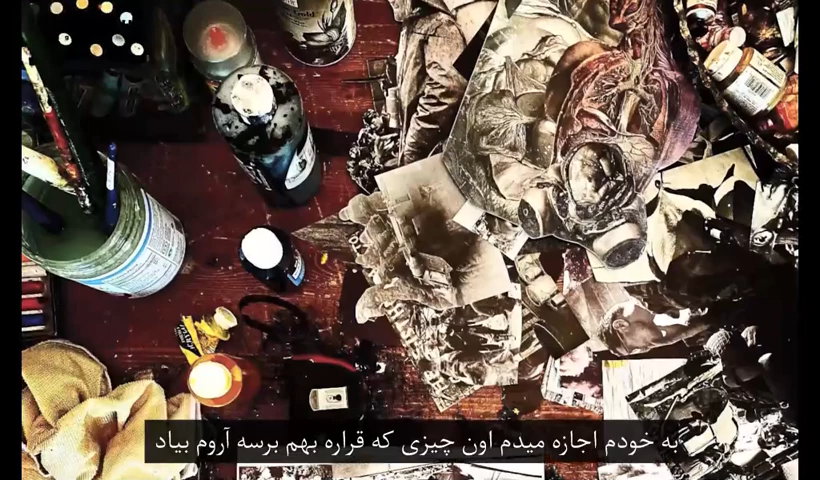 به خودم اجازه میدم اون چیزی که قراره بهم برسه آروم بیاد